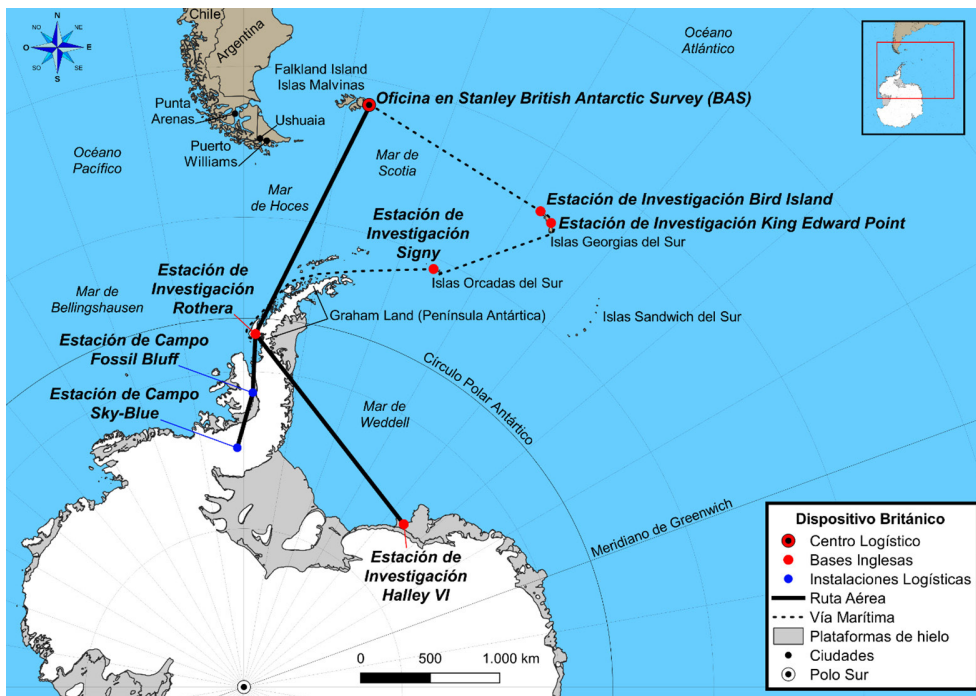 N
NO
NE
O
E
SO
SE
S
Chile
Argentina
Océano
Atlántico
Falkland Island
Islas Malvinas
Oficina en Stanley British Antarctic Survey (BAS)
Punta
Arenas
Ushuaia
Puerto
Williams
Océano
Pacífico
Mar de
Scotia
Mar
de Hoces
Estación de Investigación Bird Island
Estación de Investigación King Edward Point
Islas Georgias del Sur
Estación de
Investigación
Signy
Islas Orcadas del Sur
Estación de
Investigación
Rothera
Mar de
Bellingshausen
Graham Land (Península Antártica)
Islas Sandwich del Sur
Estación de Campo
Fossil Bluff
Estación de Campo
Sky-Blue
Círculo Polar Antártico
Mar de
Weddell
Meridiano de Greenwich
Estación de
Investigación
Halley VI
Dispositivo Británico
Centro Logístico
Bases Inglesas
Instalaciones Logísticas
Ruta Aérea
Vía Marítima
Plataformas de hielo
Ciudades
Polo Sur
0 500 1.000 km